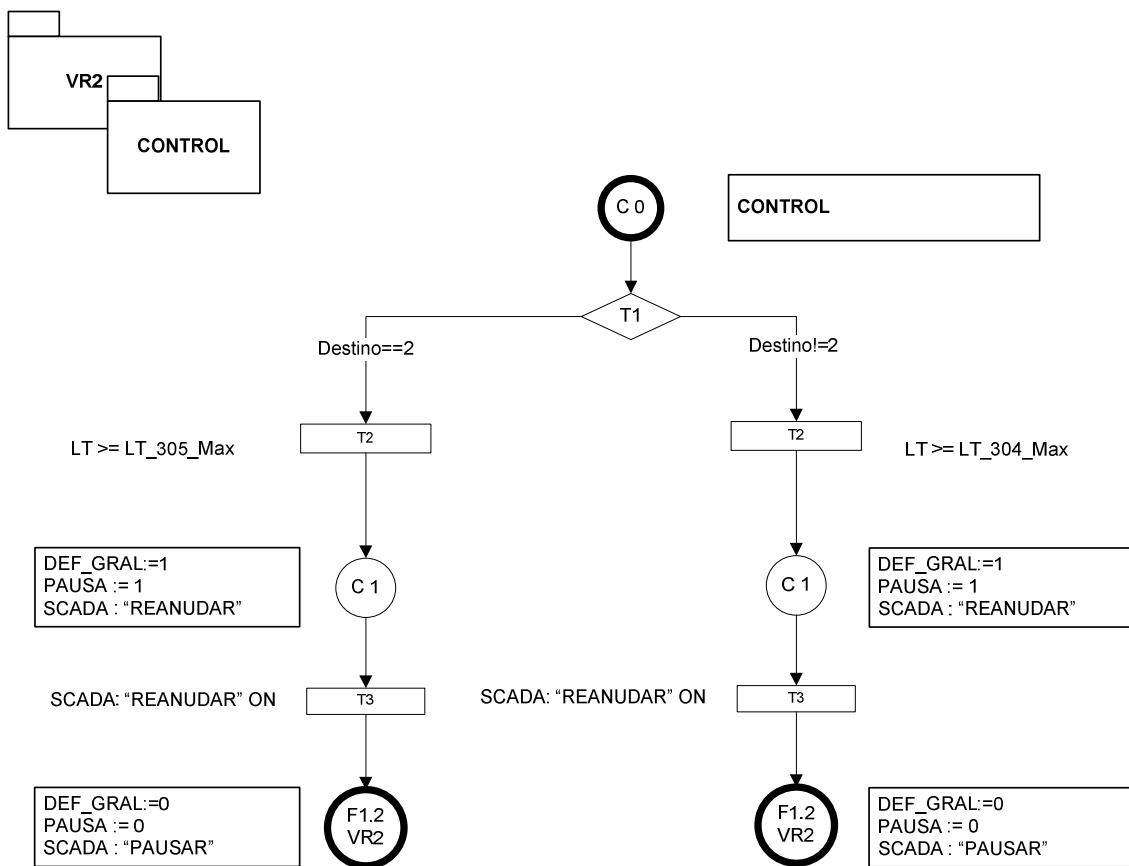 VR2
CONTROL
C 0
CONTROL
T1
Destino==2
Destino!=2
T2
T2
LT >= LT_305_Max
LT >= LT_304_Max
DEF_GRAL:=1
PAUSA := 1
SCADA : “REANUDAR”
C 1
C 1
DEF_GRAL:=1
PAUSA := 1
SCADA : “REANUDAR”
SCADA: “REANUDAR” ON
T3
SCADA: “REANUDAR” ON
T3
DEF_GRAL:=0
PAUSA := 0
SCADA : “PAUSAR”
F1.2
VR2
F1.2
VR2
DEF_GRAL:=0
PAUSA := 0
SCADA : “PAUSAR”